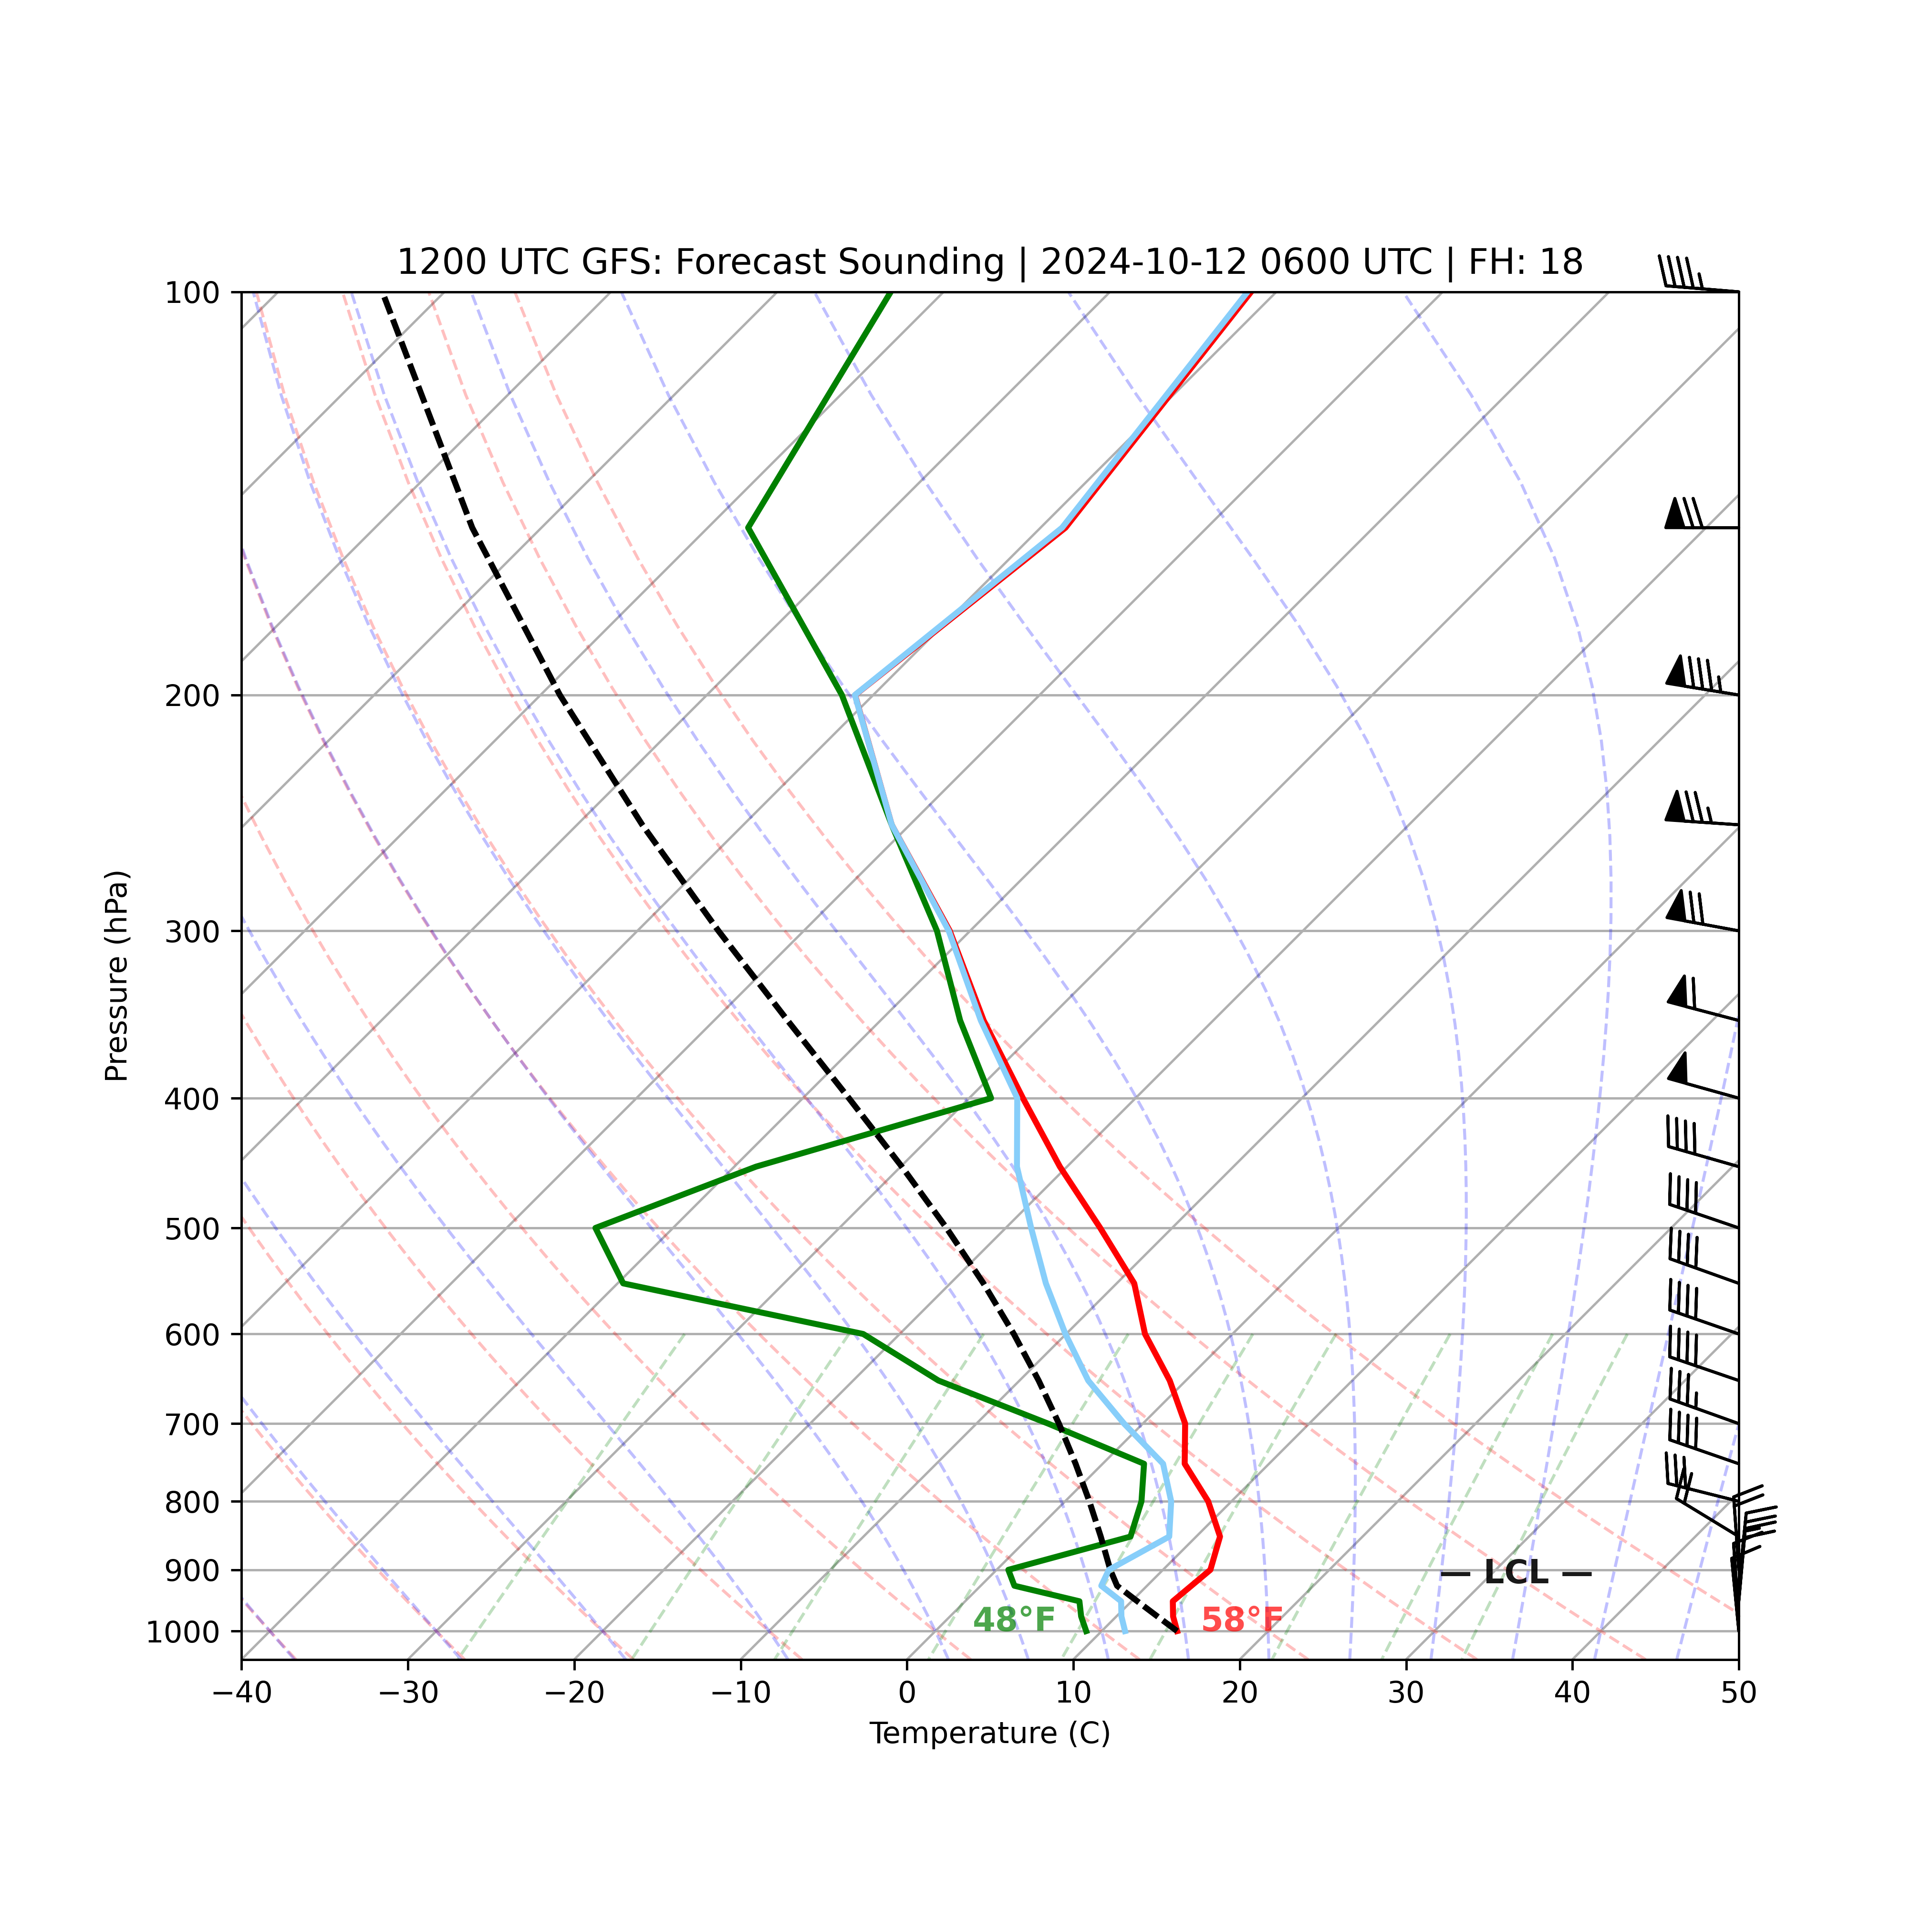 1200 UTC GFS: Forecast Sounding | 2024-10-12 0600 UTC | FH: 18
100
200
300
400
500
600
700
800
900
1000
Pressure (hPa)
— LCL —
48°F
58°F
−40 −30 −20 −10 0 10 20 30 40 50
Temperature (C)